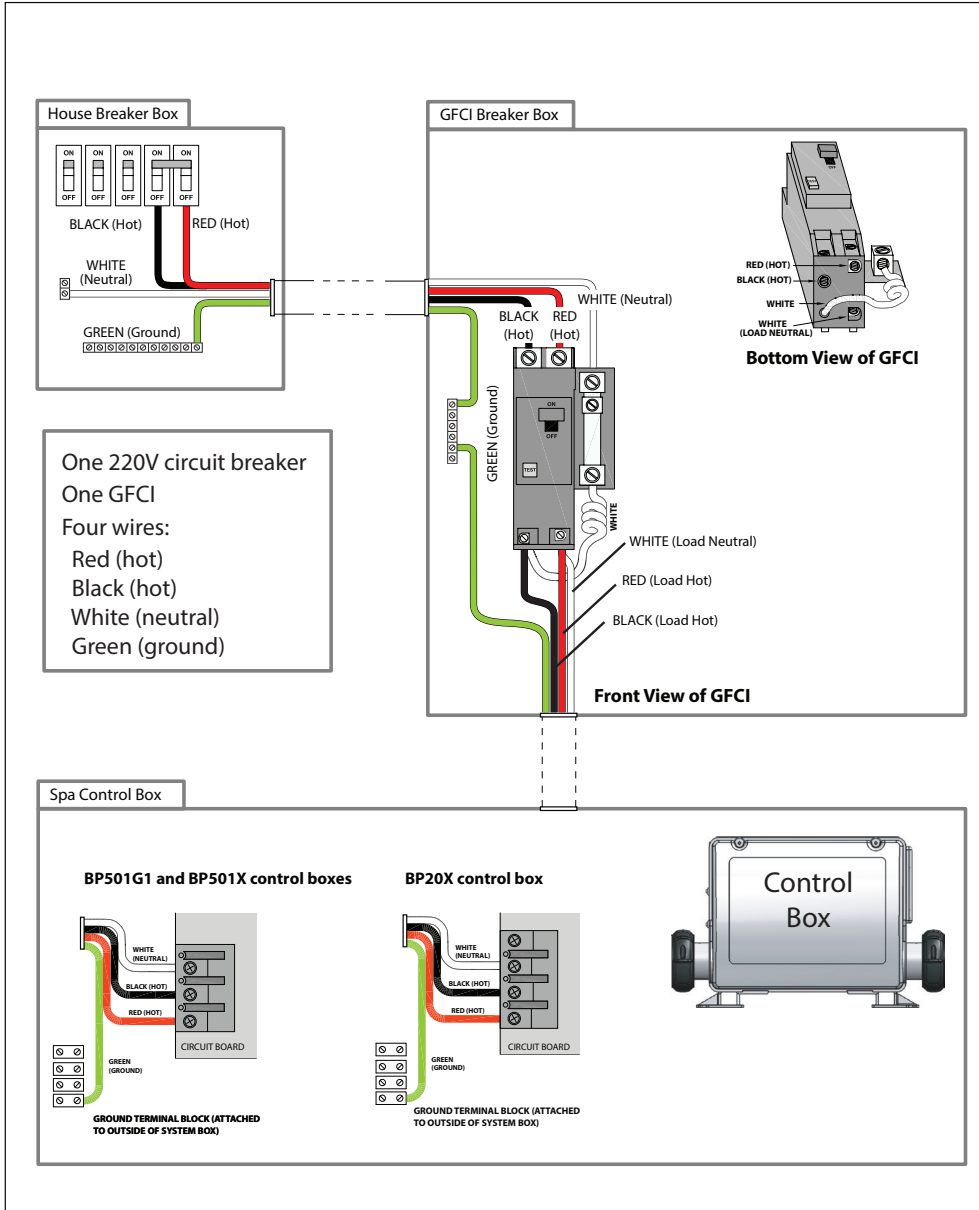 House Breaker Box
ON ON ON ON ON
OFF OFF OFF OFF OFF
BLACK (Hot)
RED (Hot)
WHITE
(Neutral)
GREEN (Ground)
One 220V circuit breaker
One GFCI
Four wires:
Red (hot)
Black (hot)
White (neutral)
Green (ground)
GFCI Breaker Box
WHITE (Neutral)
BLACK
(Hot)
RED
(Hot)
GREEN (Ground)
ON
OFF
TEST
WHITE
WHITE (Load Neutral)
RED (Load Hot)
BLACK (Load Hot)
Front View of GFCI
OFF
TEST
RED (HOT)
BLACK (HOT)
WHITE
WHITE
(LOAD NEUTRAL)
Bottom View of GFCI
Spa Control Box
BP501G1 and BP501X control boxes
WHITE
(NEUTRAL)
BLACK (HOT)
RED (HOT)
CIRCUIT BOARD
GREEN
(GROUND)
GROUND TERMINAL BLOCK (ATTACHED
TO OUTSIDE OF SYSTEM BOX)
BP20X control box
WHITE
(NEUTRAL)
BLACK (HOT)
RED (HOT)
CIRCUIT BOARD
GREEN
(GROUND)
GROUND TERMINAL BLOCK (ATTACHED
TO OUTSIDE OF SYSTEM BOX)
Control
Box